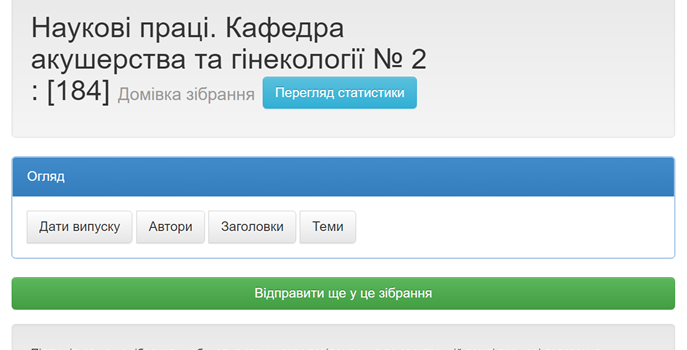 Наукові праці. Кафедра
акушерства та гінекології № 2
: [184] Домівка зібрання Перегляд статистики
Огляд
Дати випуску Автори Заголовки Теми
Відправити ще у це зібрання